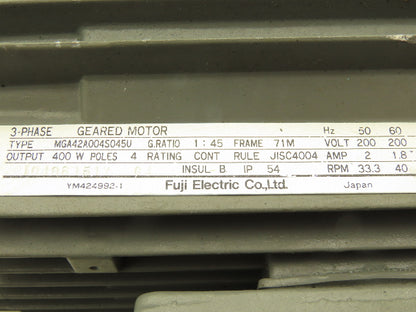 3-PHASE GEARED MOTOR Hz 50 60
TYPE MGA42A004S045U G.RATIO 1:45 FRAME 71M VOLT 200 200
OUTPUT 400 W POLES 4 RATING CONT RULE JISC4004 AMP 2 1.8
INSUL B IP 54 RPM 33.3 40
YM424992-1 Fuji Electric Co.,Ltd. Japan